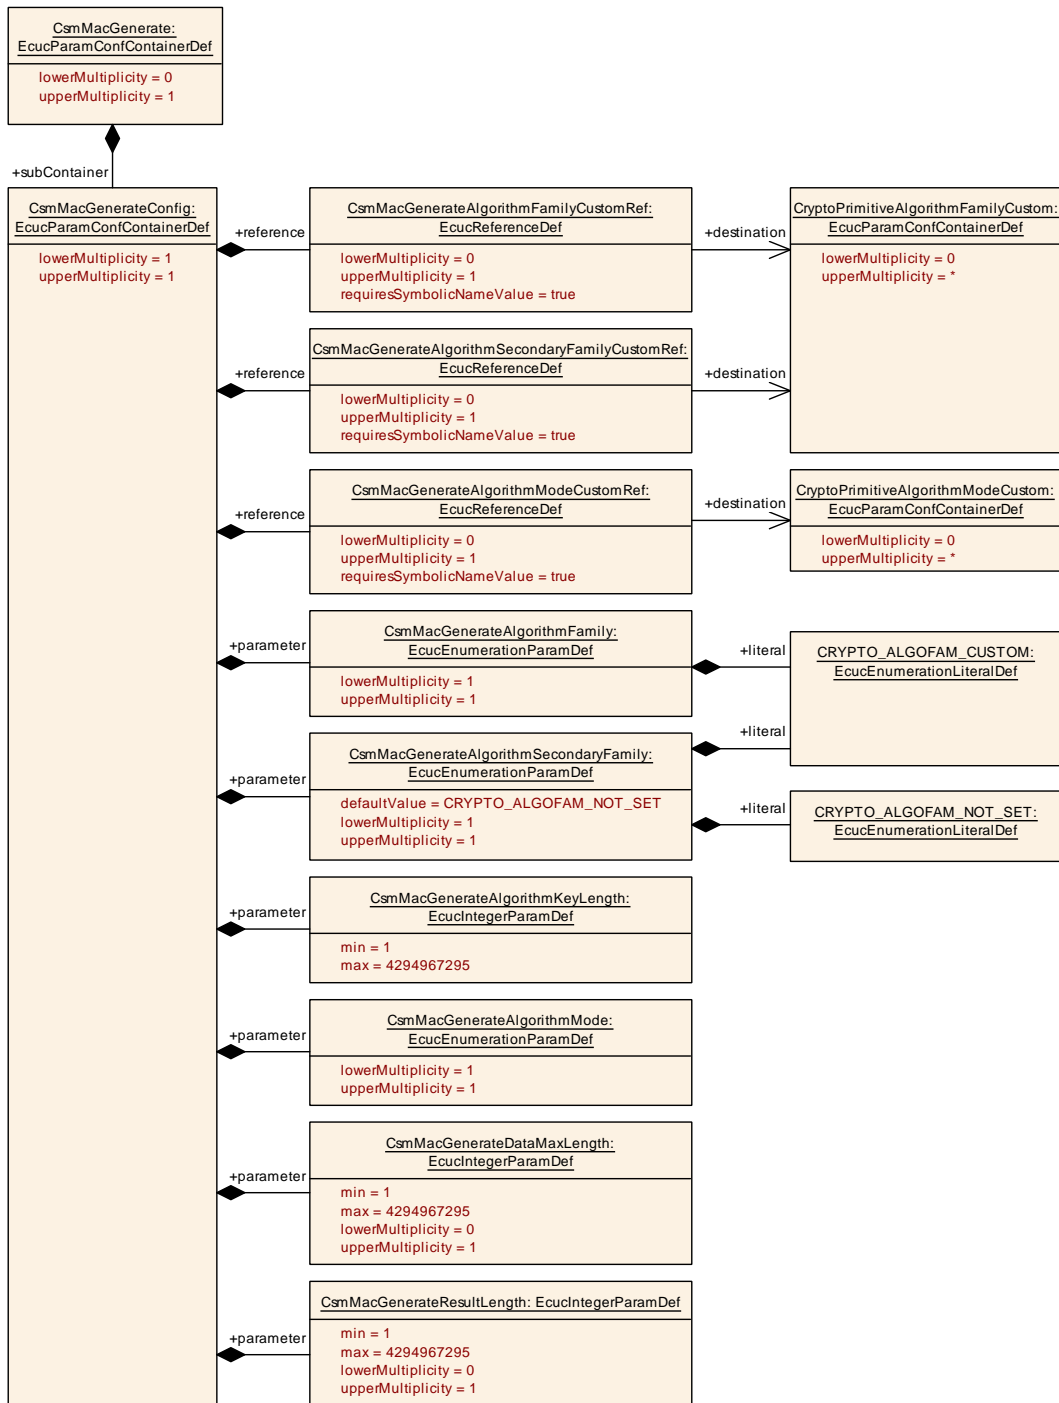 CsmMacGenerate:
EcucParamConfContainerDef
lowerMultiplicity = 0
upperMultiplicity = 1
+subContainer
CsmMacGenerateConfig:
EcucParamConfContainerDef
lowerMultiplicity = 1
upperMultiplicity = 1
+reference
CsmMacGenerateAlgorithmFamilyCustomRef:
EcucReferenceDef
lowerMultiplicity = 0
upperMultiplicity = 1
requiresSymbolicNameValue = true
+destination
CryptoPrimitiveAlgorithmFamilyCustom:
EcucParamConfContainerDef
lowerMultiplicity = 0
upperMultiplicity = *
+reference
CsmMacGenerateAlgorithmSecondaryFamilyCustomRef:
EcucReferenceDef
lowerMultiplicity = 0
upperMultiplicity = 1
requiresSymbolicNameValue = true
+destination
+reference
CsmMacGenerateAlgorithmModeCustomRef:
EcucReferenceDef
lowerMultiplicity = 0
upperMultiplicity = 1
requiresSymbolicNameValue = true
+destination
CryptoPrimitiveAlgorithmModeCustom:
EcucParamConfContainerDef
lowerMultiplicity = 0
upperMultiplicity = *
+parameter
CsmMacGenerateAlgorithmFamily:
EcucEnumerationParamDef
lowerMultiplicity = 1
upperMultiplicity = 1
+literal
CRYPTO_ALGOFAM_CUSTOM:
EcucEnumerationLiteralDef
+literal
+parameter
CsmMacGenerateAlgorithmSecondaryFamily:
EcucEnumerationParamDef
defaultValue = CRYPTO_ALGOFAM_NOT_SET
lowerMultiplicity = 1
upperMultiplicity = 1
+literal
CRYPTO_ALGOFAM_NOT_SET:
EcucEnumerationLiteralDef
+parameter
CsmMacGenerateAlgorithmKeyLength:
EcucIntegerParamDef
min = 1
max = 4294967295
+parameter
CsmMacGenerateAlgorithmMode:
EcucEnumerationParamDef
lowerMultiplicity = 1
upperMultiplicity = 1
+parameter
CsmMacGenerateDataMaxLength:
EcucIntegerParamDef
min = 1
max = 4294967295
lowerMultiplicity = 0
upperMultiplicity = 1
+parameter
CsmMacGenerateResultLength: EcucIntegerParamDef
min = 1
max = 4294967295
lowerMultiplicity = 0
upperMultiplicity = 1